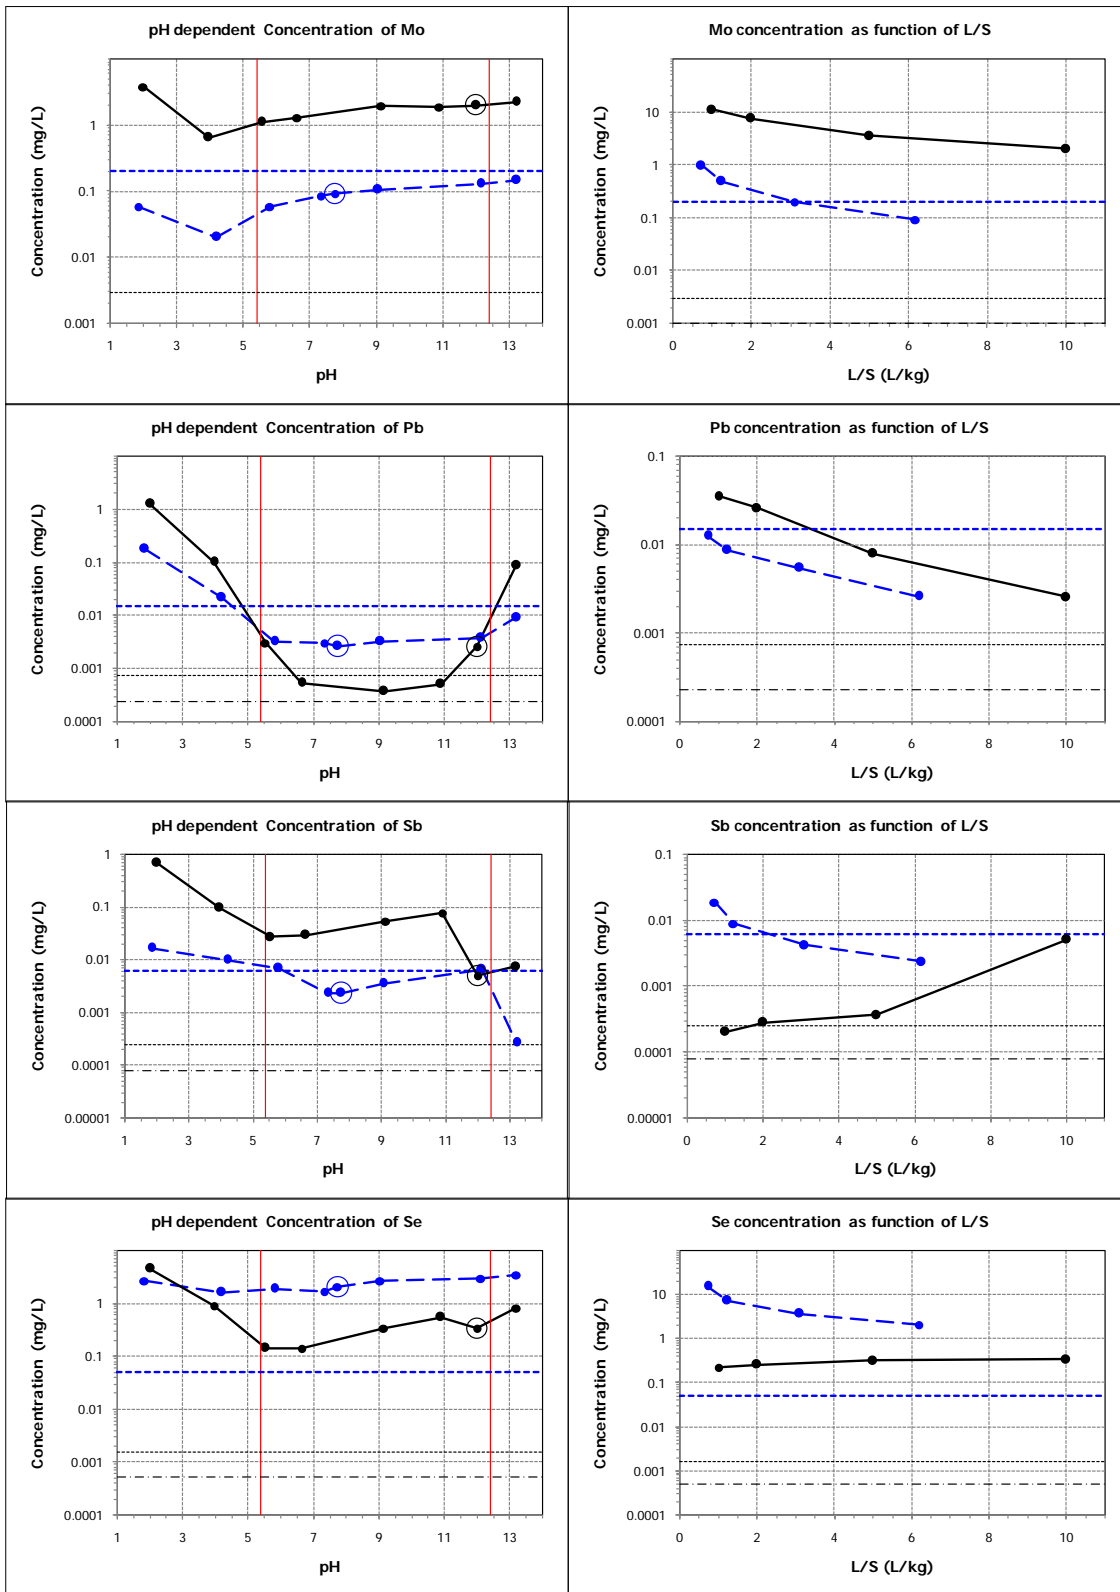 pH dependent Concentration of Mo
Concentration (mg/L)
1
0.1
0.01
0.001
1 3 5 7 9 11 13
pH
Mo concentration as function of L/S
Concentration (mg/L)
10
1
0.1
0.01
0.001
0 2 4 6 8 10
L/S (L/kg)
pH dependent Concentration of Pb
Concentration (mg/L)
1
0.1
0.01
0.001
0.0001
1 3 5 7 9 11 13
pH
Pb concentration as function of L/S
Concentration (mg/L)
0.1
0.01
0.001
0.0001
0 2 4 6 8 10
L/S (L/kg)
pH dependent Concentration of Sb
Concentration (mg/L)
1
0.1
0.01
0.001
0.0001
0.00001
1 3 5 7 9 11 13
pH
Sb concentration as function of L/S
Concentration (mg/L)
0.1
0.01
0.001
0.0001
0.00001
0 2 4 6 8 10
L/S (L/kg)
pH dependent Concentration of Se
Concentration (mg/L)
1
0.1
0.01
0.001
0.0001
1 3 5 7 9 11 13
pH
Se concentration as function of L/S
Concentration (mg/L)
10
1
0.1
0.01
0.001
0.0001
0 2 4 6 8 10
L/S (L/kg)